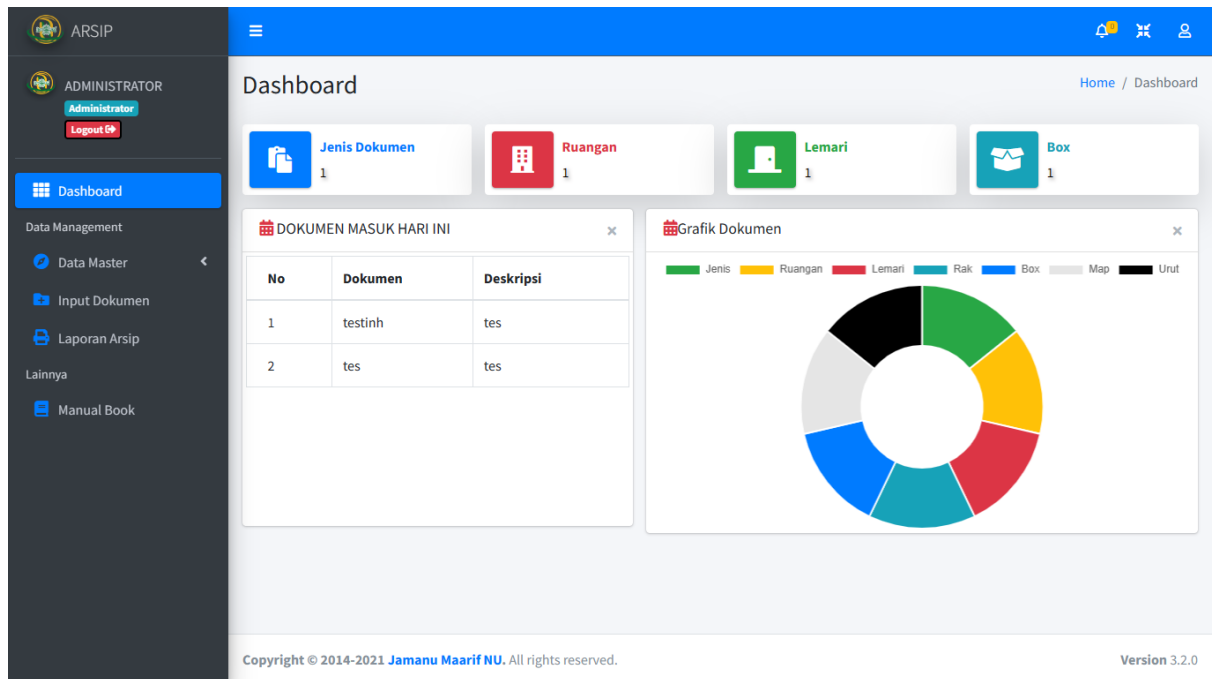 ARSIP
0
ADMINISTRATOR
Administrator
Logout
Dashboard
Home / Dashboard
Jenis Dokumen
1
Ruangan
1
Lemari
1
Box
1
Dashboard
Data Management
Data Master
Input Dokumen
Laporan Arsip
Lainnya
Manual Book
DOKUMEN MASUK HARI INI
×
No Dokumen Deskripsi
1 testinh tes
2 tes tes
Grafik Dokumen
×
Jenis Ruangan Lemari Rak Box Map Urut
Copyright © 2014-2021 Jamanu Maarif NU. All rights reserved.
Version 3.2.0